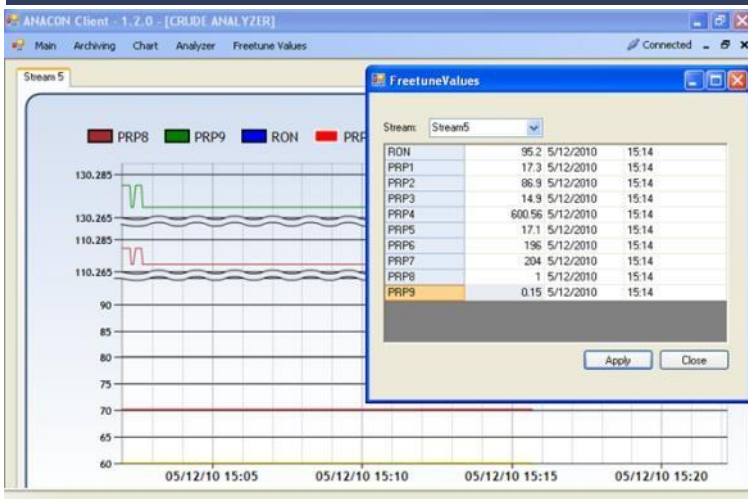 ANACON Client - 1.2.0 - [CRUDE ANALYZER]
Main Archiving Chart Analyzer Freetune Values Connected
Stream 5
PRP8 PRP9 RON
130.285
130.265
110.285
110.265
90
85
80
75
70
65
60
05/12/10 15:05 05/12/10 15:10 05/12/10 15:15 05/12/10 15:20
FreetuneValues
Stream: Stream5
RON 95.2 5/12/2010 15:14
PRP1 17.3 5/12/2010 15:14
PRP2 86.9 5/12/2010 15:14
PRP3 14.9 5/12/2010 15:14
PRP4 600.56 5/12/2010 15:14
PRP5 17.1 5/12/2010 15:14
PRP6 196 5/12/2010 15:14
PRP7 204 5/12/2010 15:14
PRP8 1 5/12/2010 15:14
PRP9 0.15 5/12/2010 15:14
Apply Close